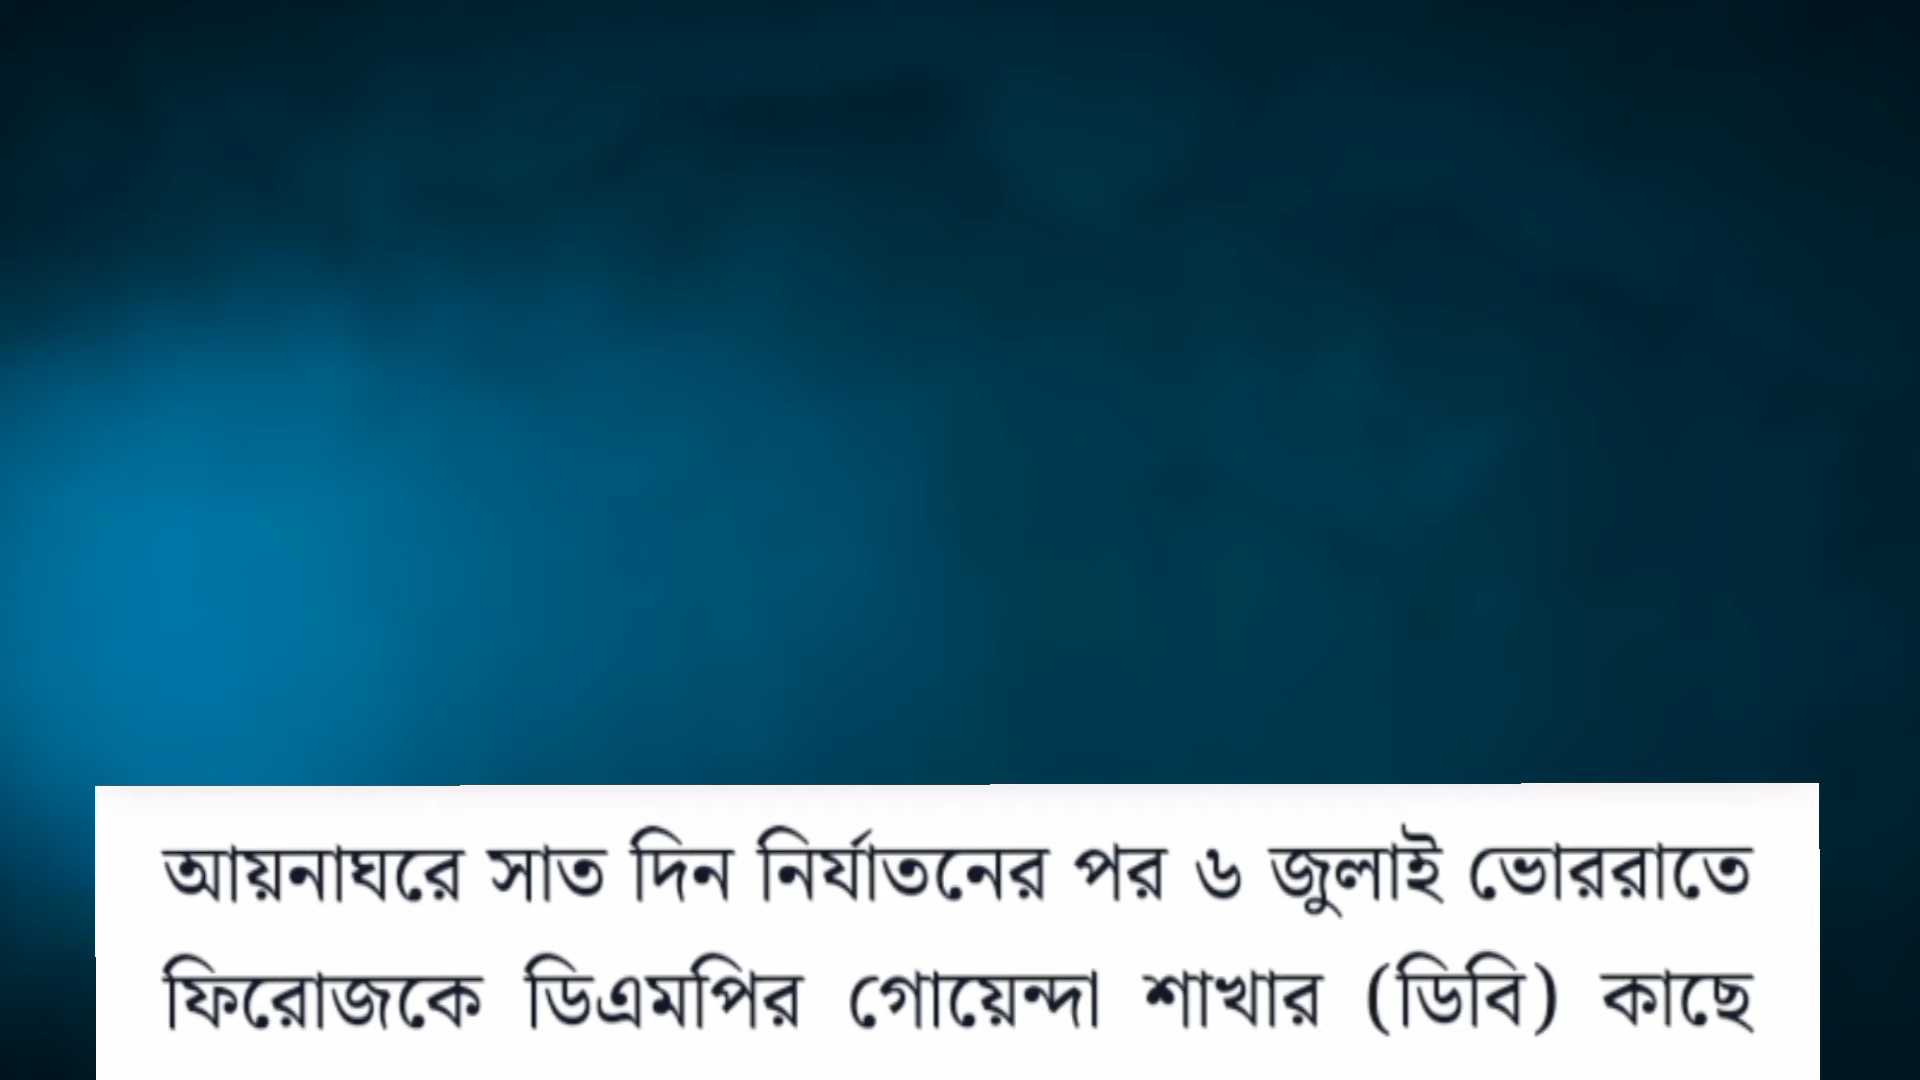 আয়নাঘরে সাত দিন নির্যাতনের পর ৬ জুলাই ভোররাতে
ফিরোজকে ডিএমপির গোয়েন্দা শাখার (ডিবি) কাছে